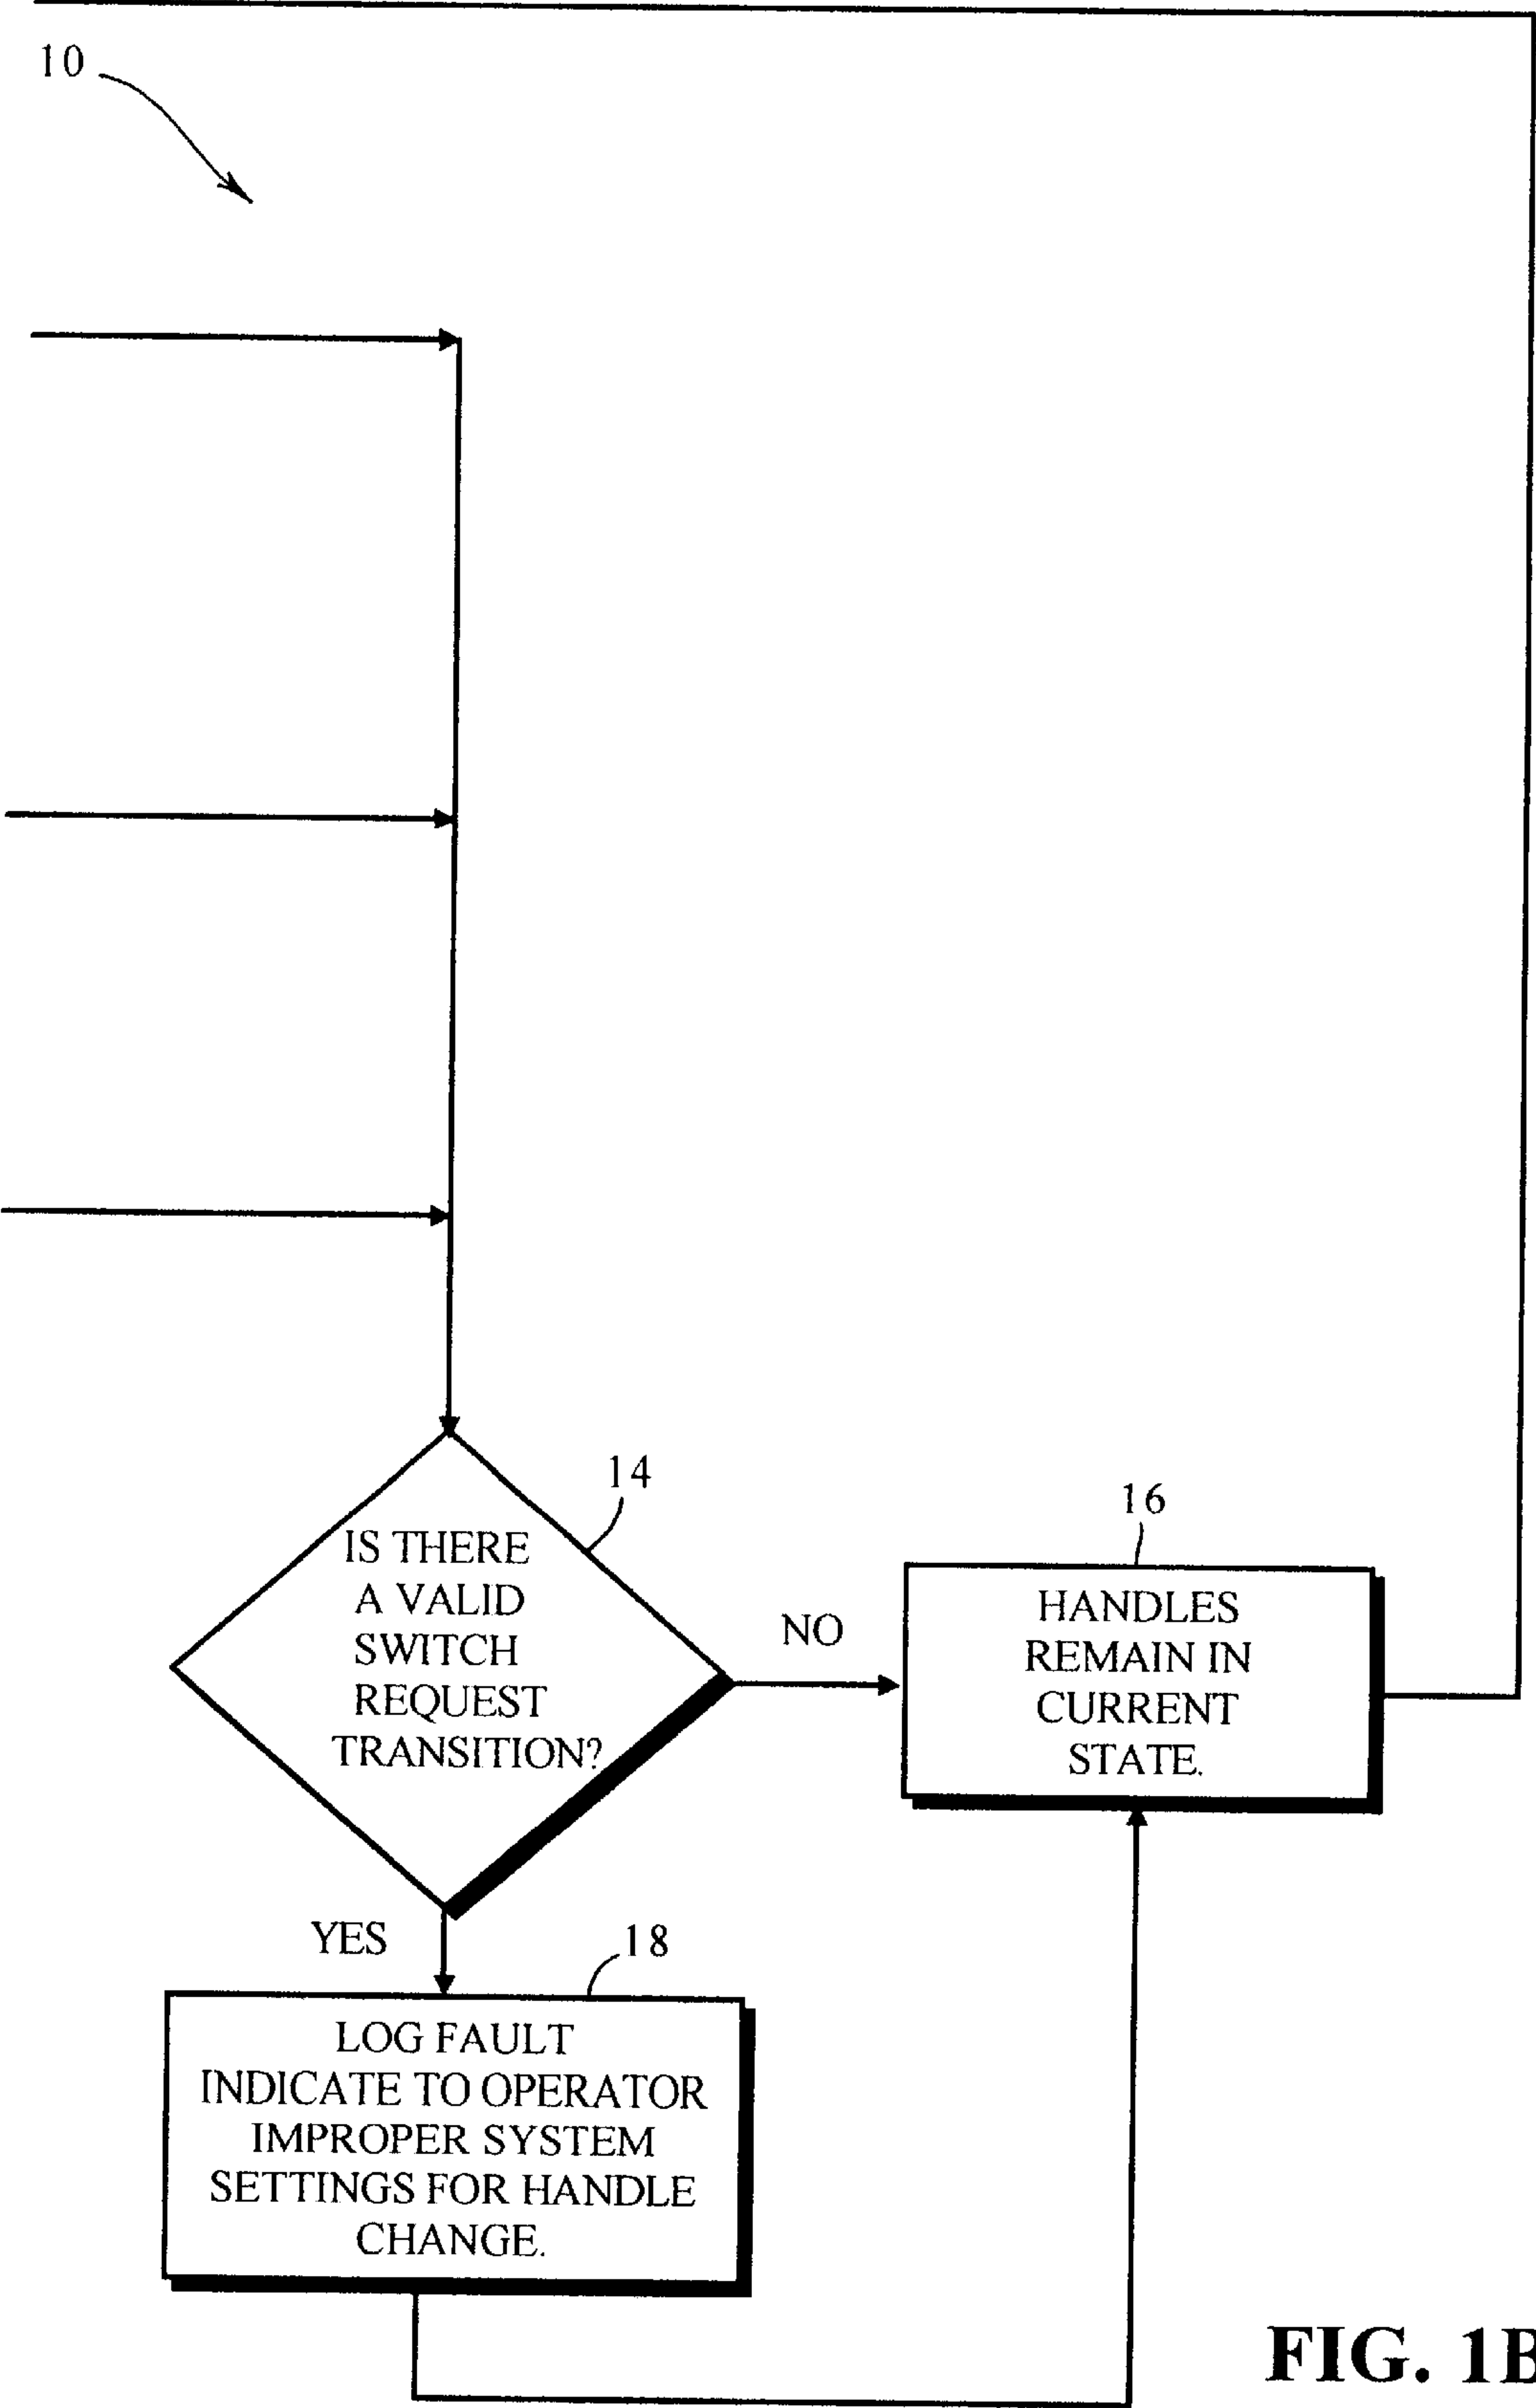 10
14
IS THERE
A VALID
SWITCH
REQUEST
TRANSITION?
NO
16
HANDLES
REMAIN IN
CURRENT
STATE.
YES
18
LOG FAULT
INDICATE TO OPERATOR
IMPROPER SYSTEM
SETTINGS FOR HANDLE
CHANGE.
FIG. 1B